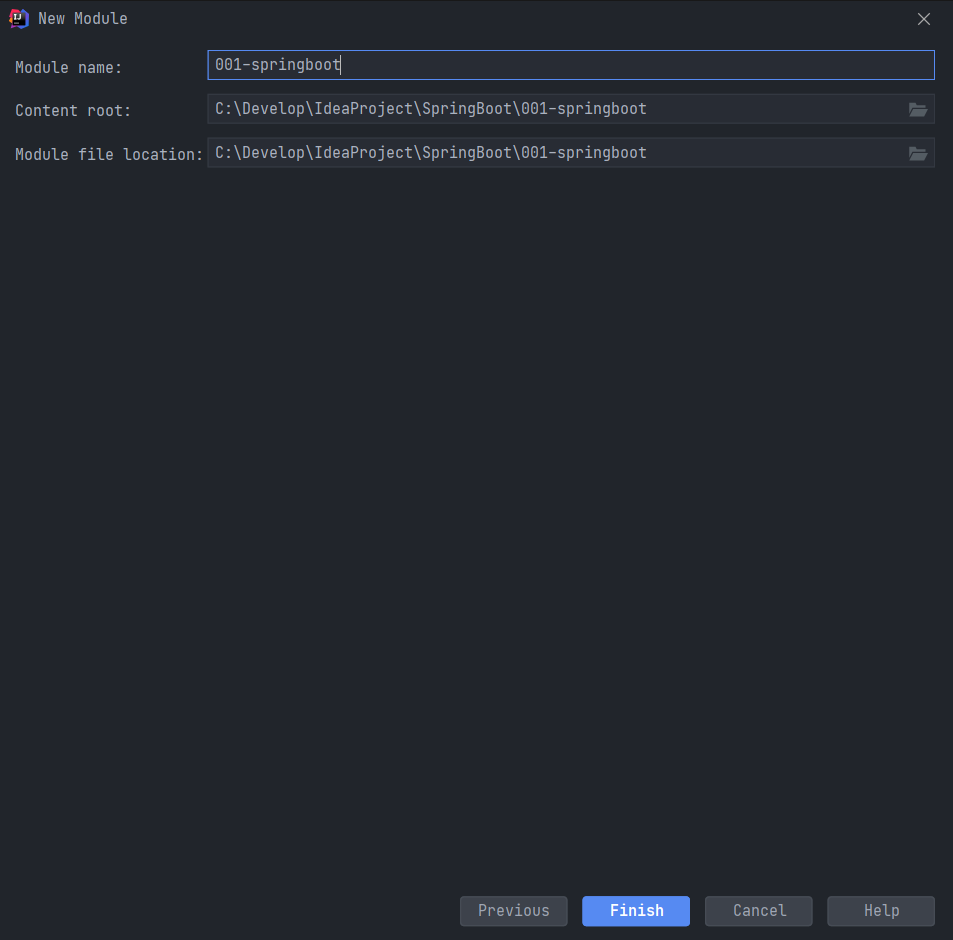 New Module
Module name: 001-springboot
Content root: C:\Develop\IdeaProject\SpringBoot\001-springboot
Module file location: C:\Develop\IdeaProject\SpringBoot\001-springboot
Previous Finish Cancel Help